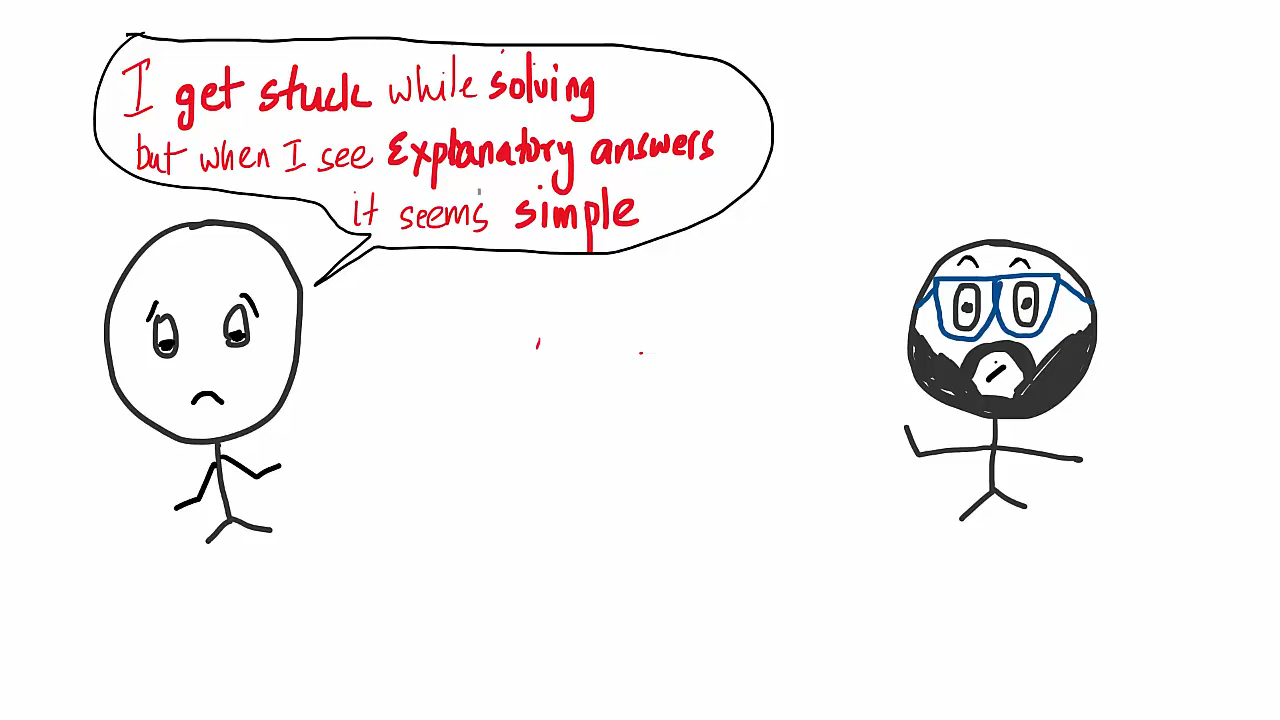 I get stuck while solving
but when I see Explanatory answers
it seems simple